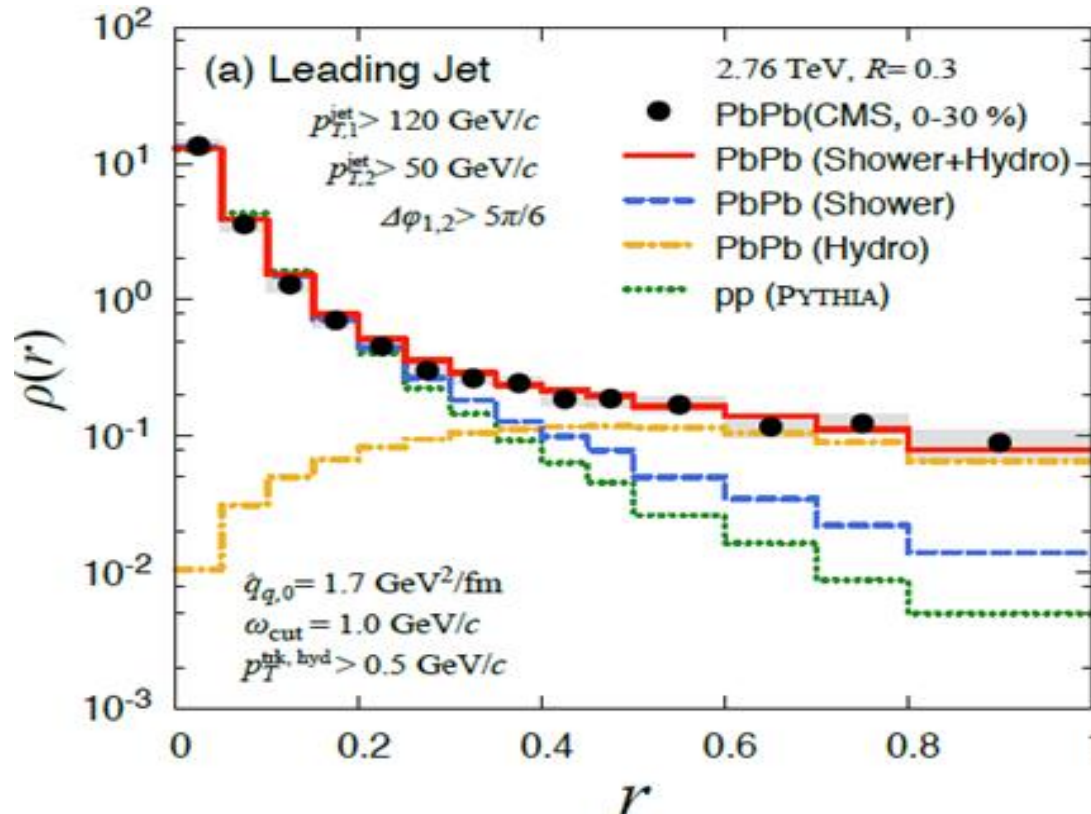 10²
10¹
10⁰
10⁻¹
10⁻²
10⁻³
ρ(r)
(a) Leading Jet
p_{T,1}^{jet} > 120 GeV/c
p_{T,2}^{jet} > 50 GeV/c
Δφ_{1,2} > 5π/6
2.76 TeV, R= 0.3
PbPb(CMS, 0-30 %)
PbPb (Shower+Hydro)
PbPb (Shower)
PbPb (Hydro)
pp (PYTHIA)
q̂_{q,0} = 1.7 GeV²/fm
ω_{cut} = 1.0 GeV/c
p_T^{trk, hyd} > 0.5 GeV/c
0 0.2 0.4 0.6 0.8 1
r